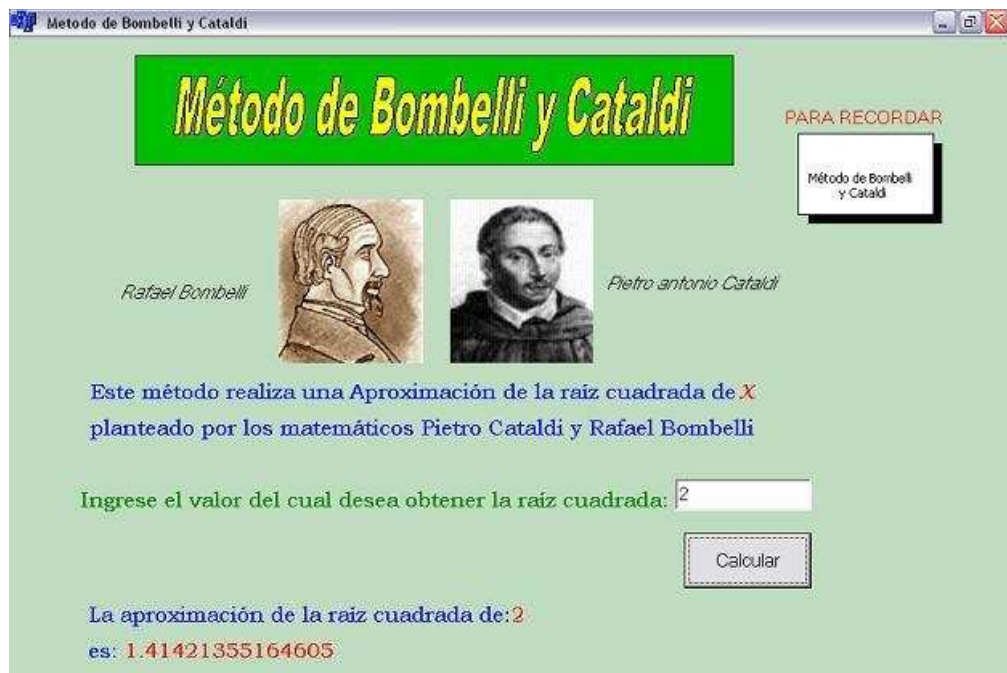 Metodo de Bombelli y Cataldi
Método de Bombelli y Cataldi
PARA RECORDAR
Método de Bombelli
y Cataldi
Rafael Bombelli
Pietro antonio Cataldi
Este método realiza una Aproximación de la raíz cuadrada de X
planteado por los matemáticos Pietro Cataldi y Rafael Bombelli
Ingrese el valor del cual desea obtener la raíz cuadrada: 2
Calcular
La aproximación de la raiz cuadrada de:2
es: 1.41421355164605